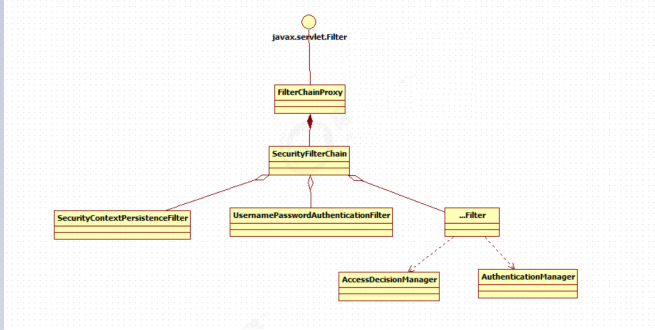 javax.servlet.Filter
FilterChainProxy
SecurityFilterChain
SecurityContextPersistenceFilter
UsernamePasswordAuthenticationFilter
...Filter
AccessDecisionManager
AuthenticationManager